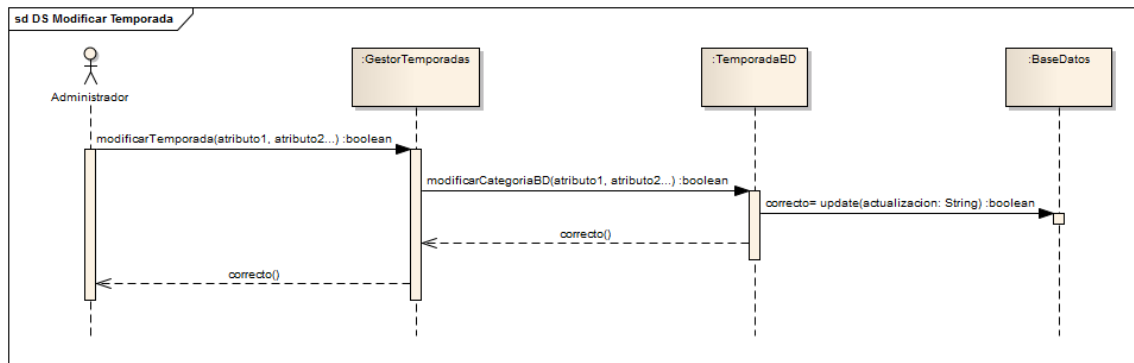 sd DS Modificar Temporada
Administrador
:GestorTemporadas
:TemporadaBD
:BaseDatos
modificarTemporada(atributo1, atributo2...) :boolean
modificarCategoriaBD(atributo1, atributo2...) :boolean
correcto= update(actualizacion: String) :boolean
correcto()
correcto()